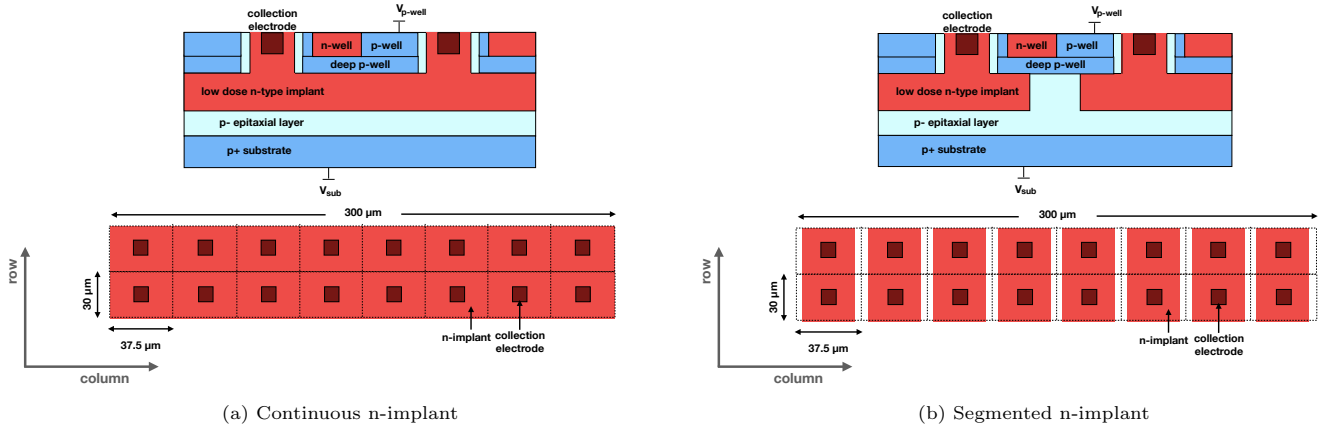 collection
electrode
Vp-well
n-well
p-well
deep p-well
low dose n-type implant
p- epitaxial layer
p+ substrate
Vsub
300 µm
row
30 µm
37.5 µm
n-implant
collection
electrode
column
(a) Continuous n-implant
collection
electrode
Vp-well
n-well
p-well
deep p-well
low dose n-type implant
p- epitaxial layer
p+ substrate
Vsub
300 µm
row
30 µm
37.5 µm
n-implant
collection
electrode
column
(b) Segmented n-implant